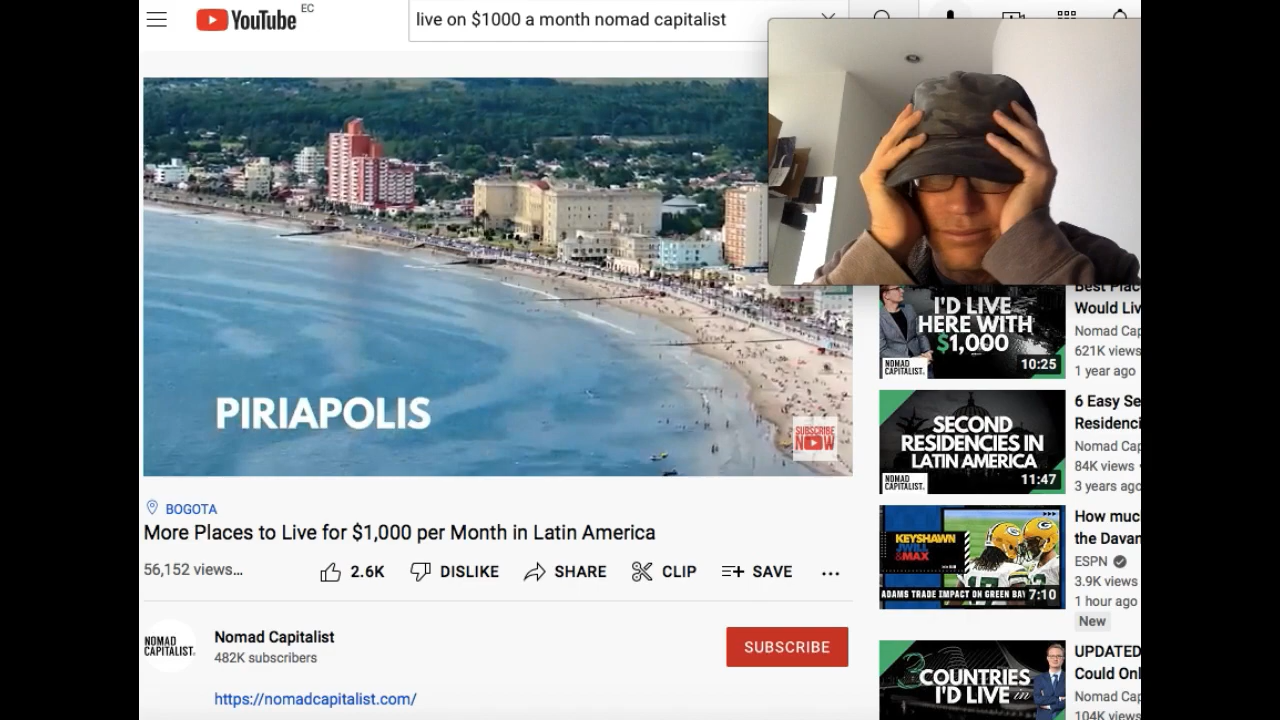 YouTube EC
live on $1000 a month nomad capitalist
PIRIAPOLIS
SUBSCRIBE
NOW
BOGOTA
More Places to Live for $1,000 per Month in Latin America
56,152 views...
2.6K
DISLIKE
SHARE
CLIP
SAVE
...
NOMAD
CAPITALIST.
Nomad Capitalist
482K subscribers
SUBSCRIBE
https://nomadcapitalist.com/
I'D LIVE
HERE WITH
$1,000
NOMAD
CAPITALIST.
10:25
Best Plac
Would Liv
Nomad Cap
621K views
1 year ago
SECOND
RESIDENCIES IN
LATIN AMERICA
NOMAD
CAPITALIST.
11:47
6 Easy Se
Residenci
Nomad Cap
84K views
3 years ago
KEYSHAWN
JWILL
&MAX
ADAMS TRADE IMPACT ON GREEN BAY
7:10
How muc
the Davan
ESPN
3.9K views
1 hour ago
New
3 COUNTRIES
I'D LIVE in
UPDATED
Could Onl
Nomad Cap
104K views